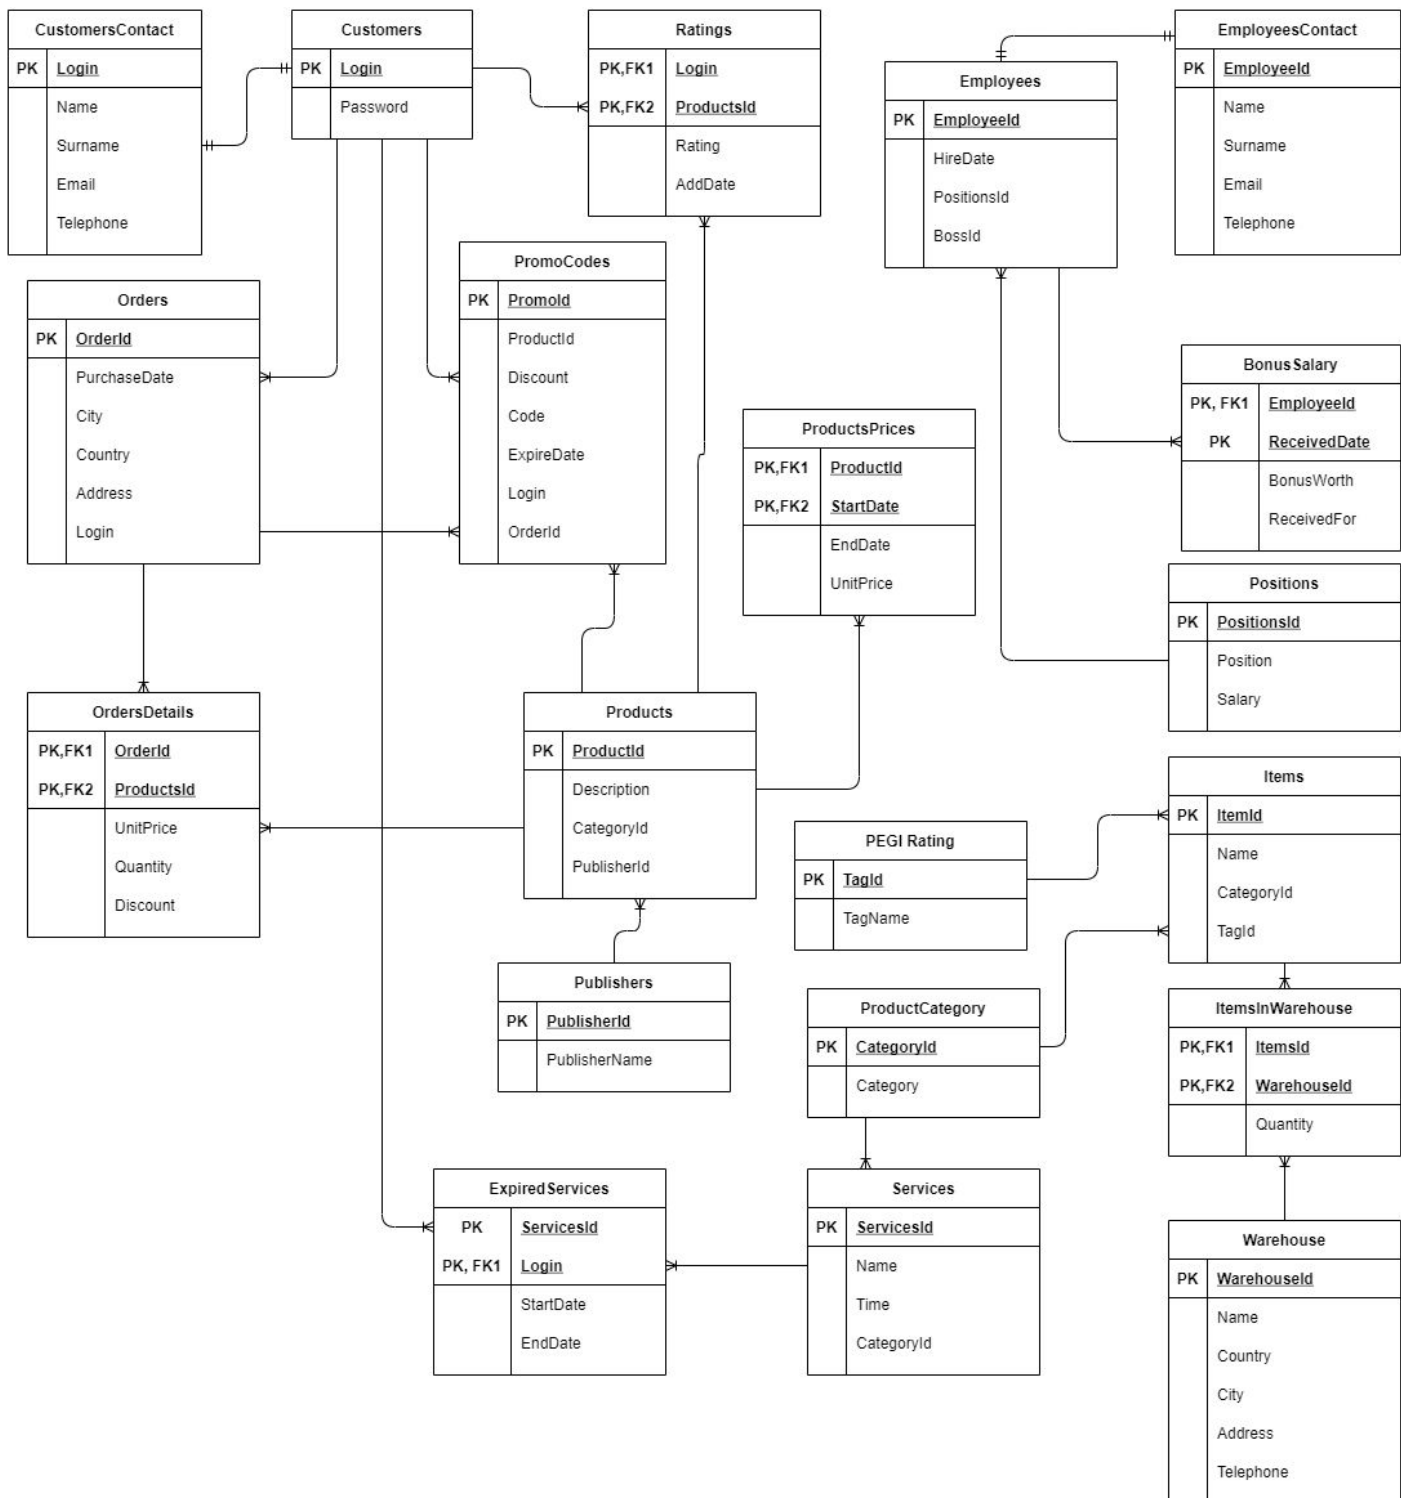 CustomersContact
PK Login
Name
Surname
Email
Telephone
Customers
PK Login
Password
Ratings
PK,FK1 Login
PK,FK2 ProductsId
Rating
AddDate
Employees
PK EmployeeId
HireDate
PositionsId
BossId
EmployeesContact
PK EmployeeId
Name
Surname
Email
Telephone
Orders
PK OrderId
PurchaseDate
City
Country
Address
Login
PromoCodes
PK PromoId
ProductId
Discount
Code
ExpireDate
Login
OrderId
ProductsPrices
PK,FK1 ProductId
PK,FK2 StartDate
EndDate
UnitPrice
BonusSalary
PK, FK1 EmployeeId
PK ReceivedDate
BonusWorth
ReceivedFor
Positions
PK PositionsId
Position
Salary
OrdersDetails
PK,FK1 OrderId
PK,FK2 ProductsId
UnitPrice
Quantity
Discount
Products
PK ProductId
Description
CategoryId
PublisherId
PEGI Rating
PK TagId
TagName
Items
PK ItemId
Name
CategoryId
TagId
Publishers
PK PublisherId
PublisherName
ProductCategory
PK CategoryId
Category
ItemsInWarehouse
PK,FK1 ItemsId
PK,FK2 WarehouseId
Quantity
ExpiredServices
PK ServicesId
PK, FK1 Login
StartDate
EndDate
Services
PK ServicesId
Name
Time
CategoryId
Warehouse
PK WarehouseId
Name
Country
City
Address
Telephone